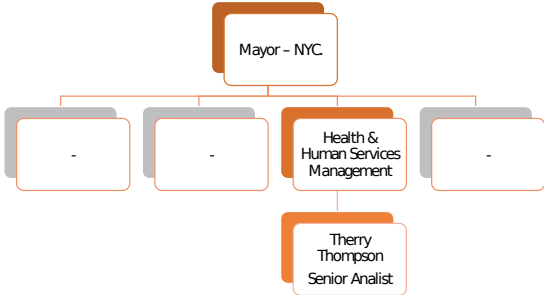 Mayor – NYC.
-
-
Health &
Human Services
Management
-
Therry
Thompson
Senior Analist